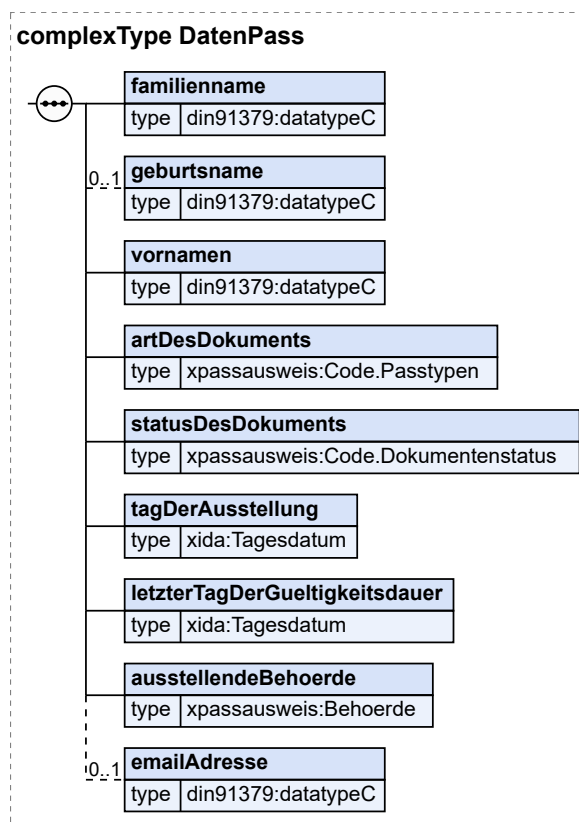 complexType DatenPass
familienname
type din91379:datatypeC
0..1 geburtsname
type din91379:datatypeC
vornamen
type din91379:datatypeC
artDesDokuments
type xpassausweis:Code.Passtypen
statusDesDokuments
type xpassausweis:Code.Dokumentenstatus
tagDerAusstellung
type xida:Tagesdatum
letzterTagDerGueltigkeitsdauer
type xida:Tagesdatum
ausstellendeBehoerde
type xpassausweis:Behoerde
0..1 emailAdresse
type din91379:datatypeC